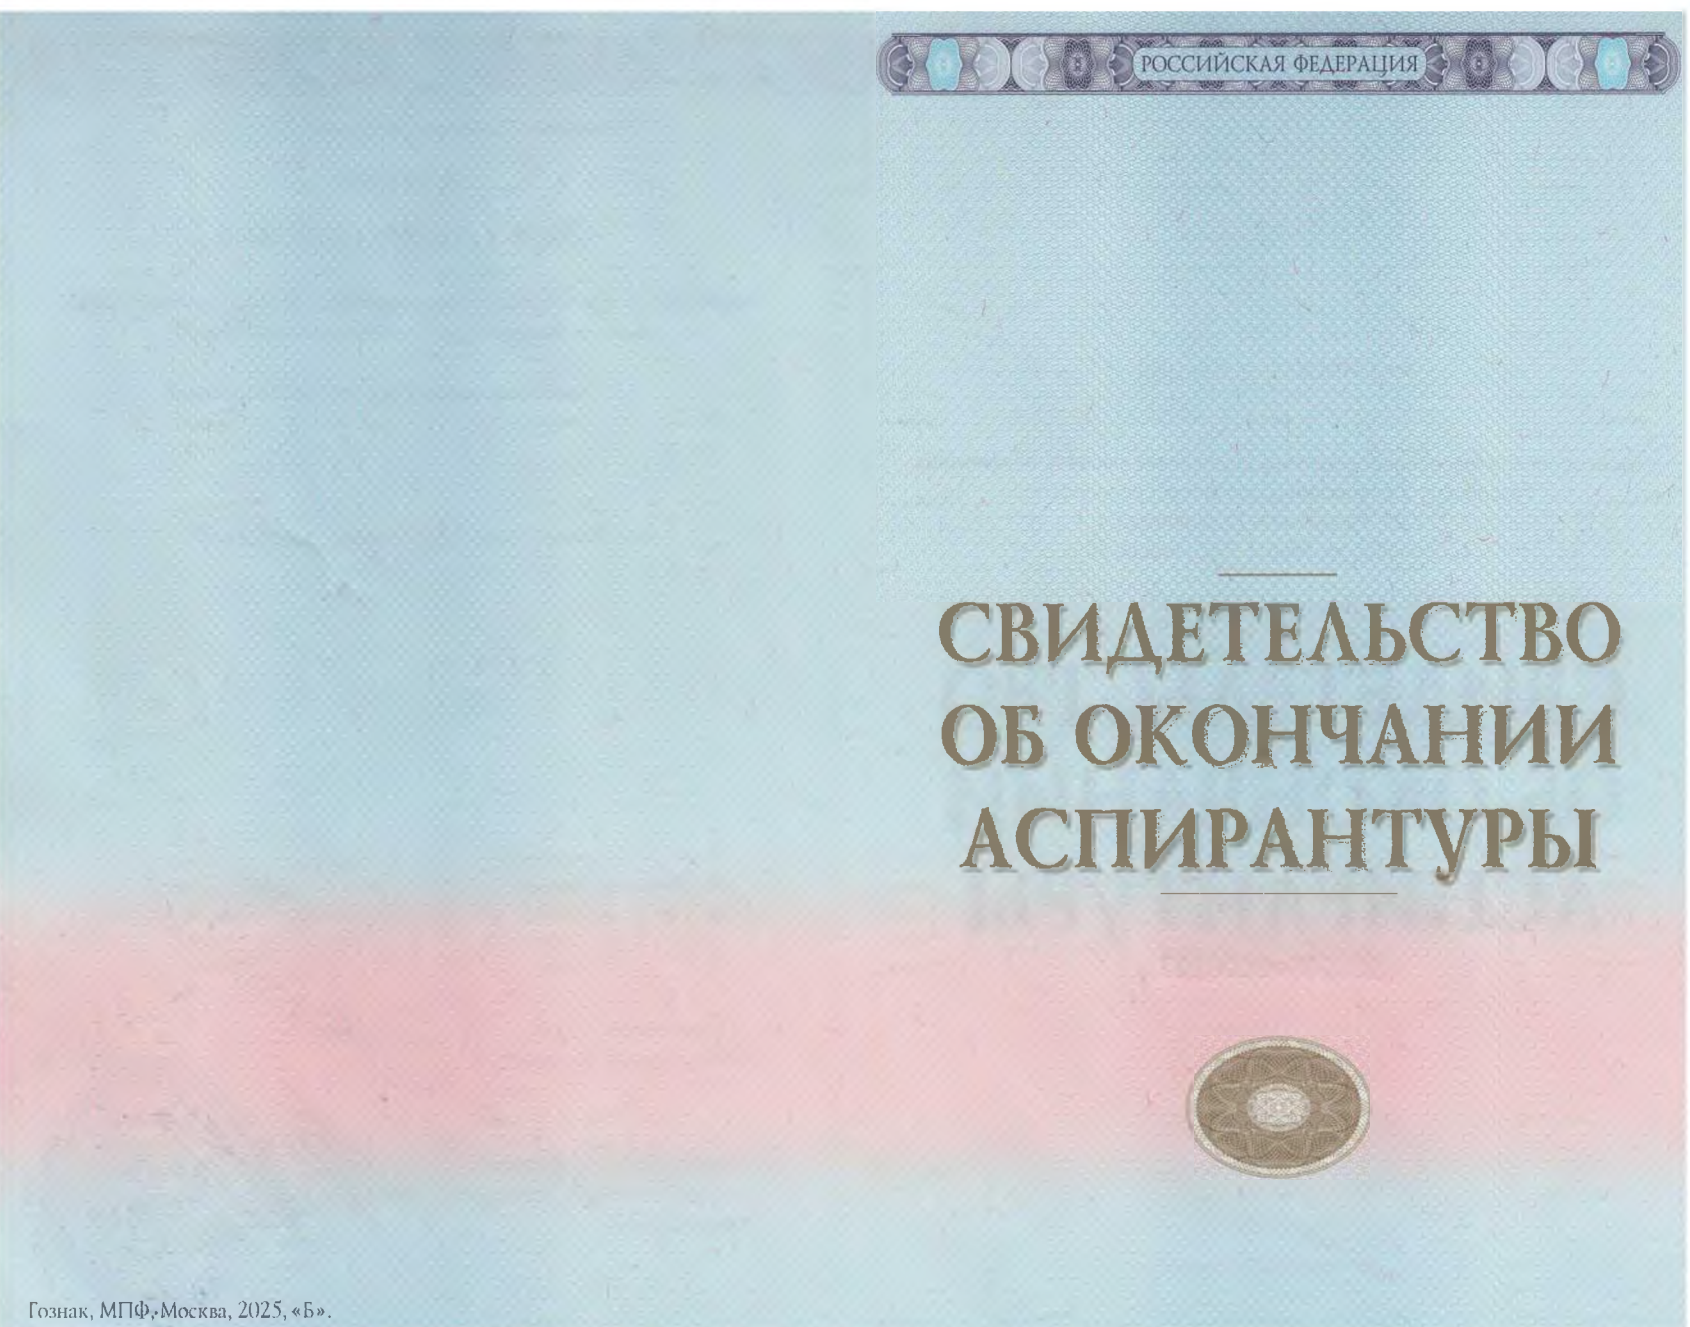 РОССИЙСКАЯ ФЕДЕРАЦИЯ
СВИДЕТЕЛЬСТВО
ОБ ОКОНЧАНИИ
АСПИРАНТУРЫ
Гознак, МПФ, Москва, 2025, «Б».